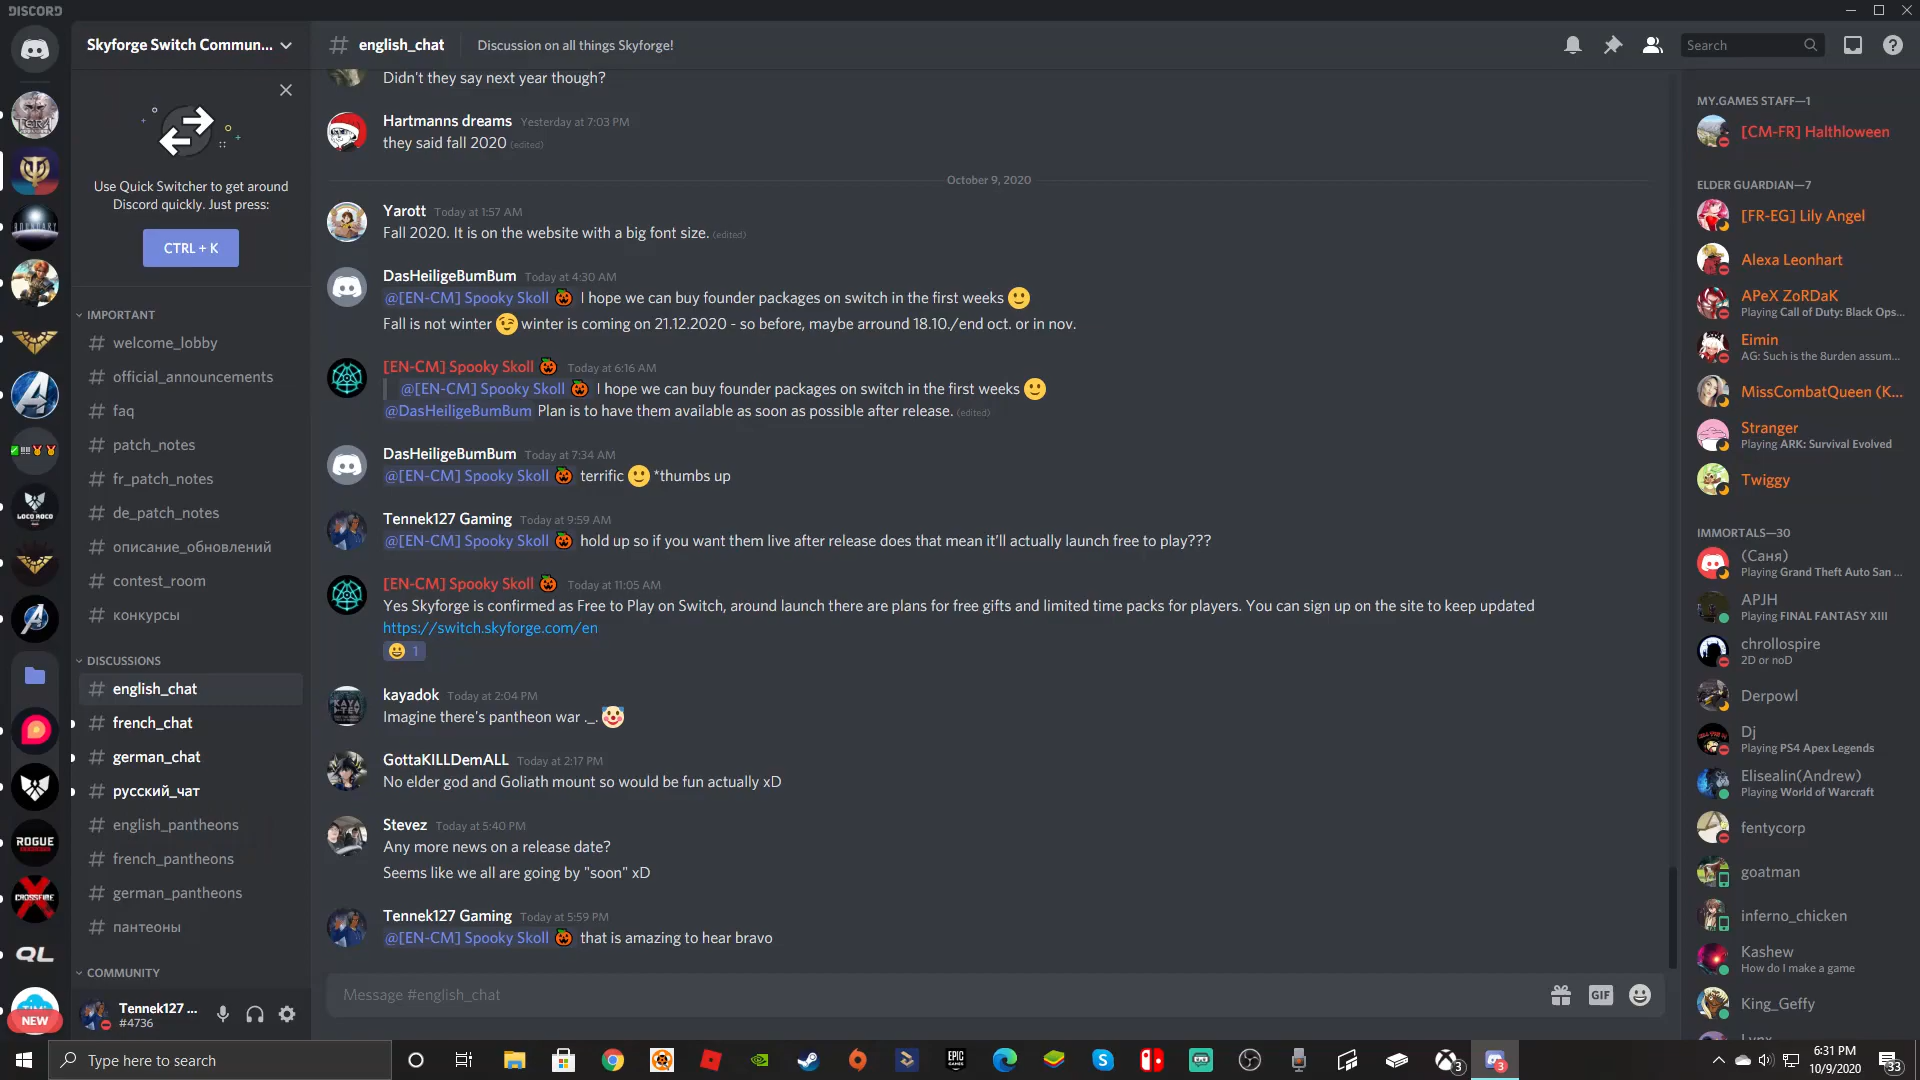 DISCORD
Skyforge Switch Commun...
english_chat
Discussion on all things Skyforge!
Search
Use Quick Switcher to get around
Discord quickly. Just press:
CTRL + K
IMPORTANT
welcome_lobby
official_announcements
faq
patch_notes
fr_patch_notes
de_patch_notes
описание_обновлений
contest_room
конкурсы
DISCUSSIONS
english_chat
french_chat
german_chat
русский_чат
english_pantheons
french_pantheons
german_pantheons
пантеоны
COMMUNITY
Tennek127 ...
#4736
TERA
BOUNDARY
LOCO ROCO
ROGUE
CROSSFIRE
QL
NEW
Didn't they say next year though?
Hartmanns dreams Yesterday at 7:03 PM
they said fall 2020 (edited)
October 9, 2020
Yarott Today at 1:57 AM
Fall 2020. It is on the website with a big font size. (edited)
DasHeiligeBumBum Today at 4:30 AM
@[EN-CM] Spooky Skoll 🎃 I hope we can buy founder packages on switch in the first weeks 🙂
Fall is not winter 😉 winter is coming on 21.12.2020 - so before, maybe arround 18.10./end oct. or in nov.
[EN-CM] Spooky Skoll 🎃 Today at 6:16 AM
@[EN-CM] Spooky Skoll 🎃 I hope we can buy founder packages on switch in the first weeks 🙂
@DasHeiligeBumBum Plan is to have them available as soon as possible after release. (edited)
DasHeiligeBumBum Today at 7:34 AM
@[EN-CM] Spooky Skoll 🎃 terrific 🙂 *thumbs up
Tennek127 Gaming Today at 9:59 AM
@[EN-CM] Spooky Skoll 🎃 hold up so if you want them live after release does that mean it'll actually launch free to play???
[EN-CM] Spooky Skoll 🎃 Today at 11:05 AM
Yes Skyforge is confirmed as Free to Play on Switch, around launch there are plans for free gifts and limited time packs for players. You can sign up on the site to keep updated
https://switch.skyforge.com/en
😀 1
kayadok Today at 2:04 PM
Imagine there's pantheon war ._. 🤡
GottaKILLDemALL Today at 2:17 PM
No elder god and Goliath mount so would be fun actually xD
Stevez Today at 5:40 PM
Any more news on a release date?
Seems like we all are going by "soon" xD
Tennek127 Gaming Today at 5:59 PM
@[EN-CM] Spooky Skoll 🎃 that is amazing to hear bravo
Message #english_chat
GIF
MY.GAMES STAFF—1
[CM-FR] Halthloween
ELDER GUARDIAN—7
[FR-EG] Lily Angel
Alexa Leonhart
APeX ZoRDaK
Playing Call of Duty: Black Ops...
Eimin
AG: Such is the 8urden assum...
MissCombatQueen (K...
Stranger
Playing ARK: Survival Evolved
Twiggy
IMMORTALS—30
(Саня)
Playing Grand Theft Auto San ...
APJH
Playing FINAL FANTASY XIII
chrollospire
2D or noD
Derpowl
Dj
Playing PS4 Apex Legends
Elisealin(Andrew)
Playing World of Warcraft
fentycorp
goatman
inferno_chicken
Kashew
How do I make a game
King_Geffy
Lynx
Type here to search
EPIC
GAMES
3
3
6:31 PM
10/9/2020
33